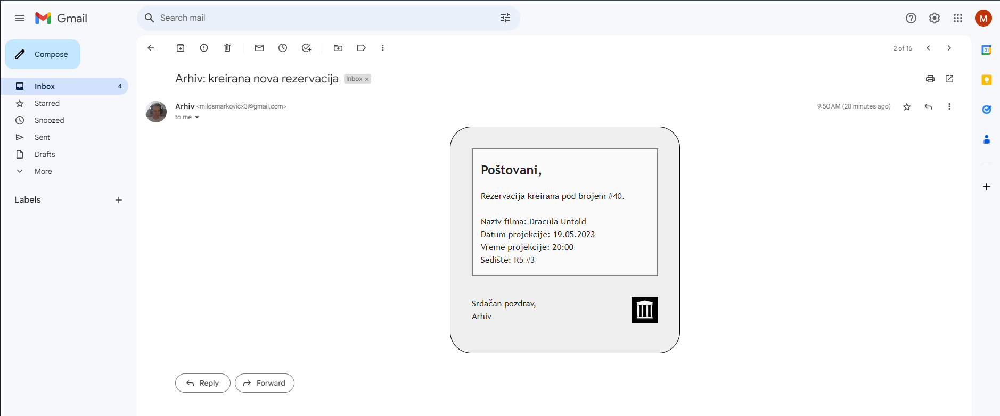 Gmail
Search mail
M
Compose
Inbox 4
Starred
Snoozed
Sent
Drafts
More
Labels
2 of 16
31
Arhiv: kreirana nova rezervacija Inbox x
Arhiv <milosmarkovicx3@gmail.com>
9:50 AM (28 minutes ago)
to me
Poštovani,
Rezervacija kreirana pod brojem #40.
Naziv filma: Dracula Untold
Datum projekcije: 19.05.2023
Vreme projekcije: 20:00
Sedište: R5 #3
Srdačan pozdrav,
Arhiv
Reply
Forward